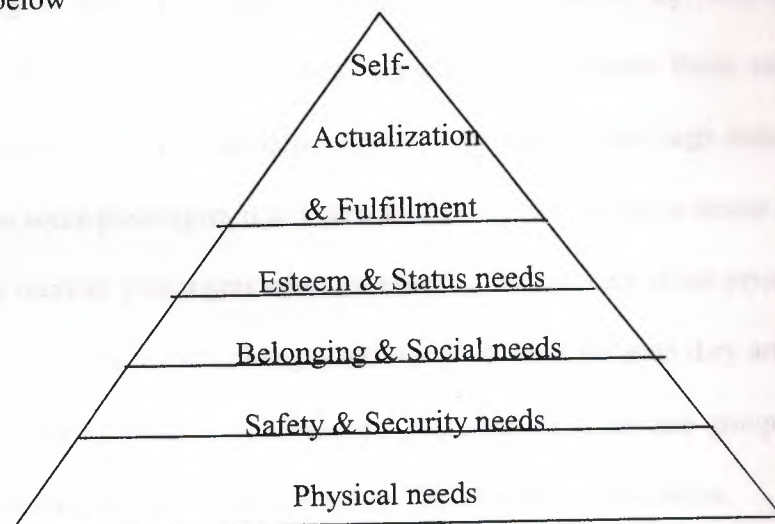 below
Self-
Actualization
& Fulfillment
Esteem & Status needs
Belonging & Social needs
Safety & Security needs
Physical needs